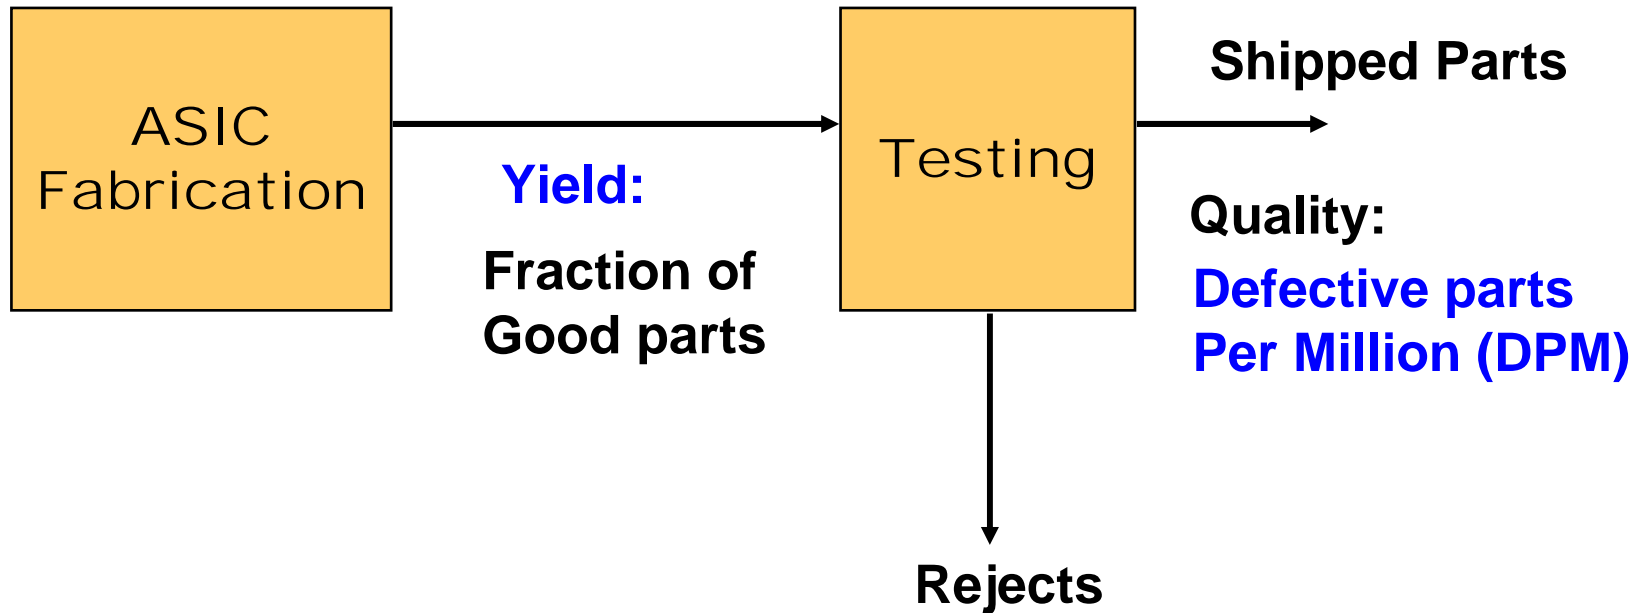 ASIC
Fabrication
Yield:
Fraction of
Good parts
Testing
Shipped Parts
Quality:
Defective parts
Per Million (DPM)
Rejects